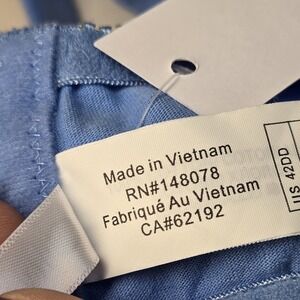 Made in Vietnam
RN#148078
Fabriqué Au Vietnam
CA#62192
US 42DD